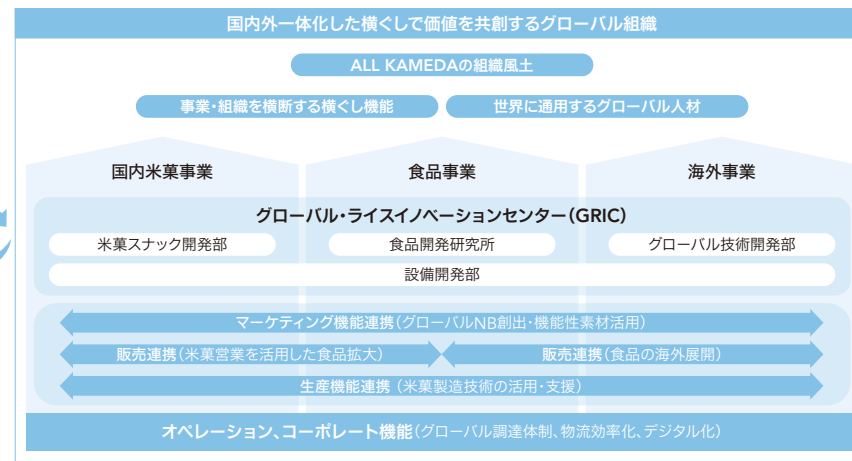 国内外一体化した横ぐしで価値を共創するグローバル組織
ALL KAMEDAの組織風土
事業・組織を横断する横ぐし機能
世界に通用するグローバル人材
国内米菓事業
食品事業
海外事業
グローバル・ライスイノベーションセンター（GRIC）
米菓スナック開発部
食品開発研究所
グローバル技術開発部
設備開発部
マーケティング機能連携（グローバルNB創出・機能性素材活用）
販売連携（米菓営業を活用した食品拡大）
販売連携（食品の海外展開）
生産機能連携（米菓製造技術の活用・支援）
オペレーション、コーポレート機能（グローバル調達体制、物流効率化、デジタル化）